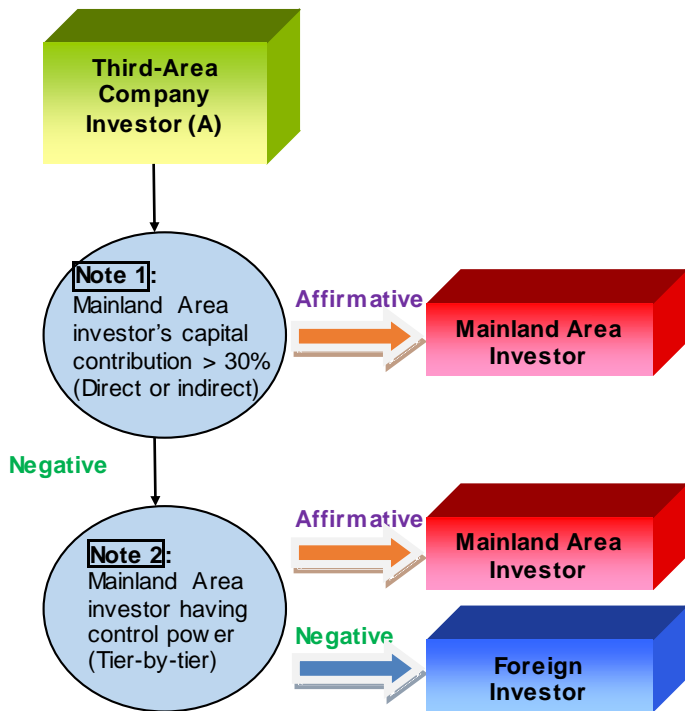 Third-Area
Company
Investor (A)
Note 1:
Mainland Area
investor's capital
contribution > 30%
(Direct or indirect)
Affirmative
Mainland Area
Investor
Negative
Note 2:
Mainland Area
investor having
control power
(Tier-by-tier)
Affirmative
Mainland Area
Investor
Negative
Foreign
Investor